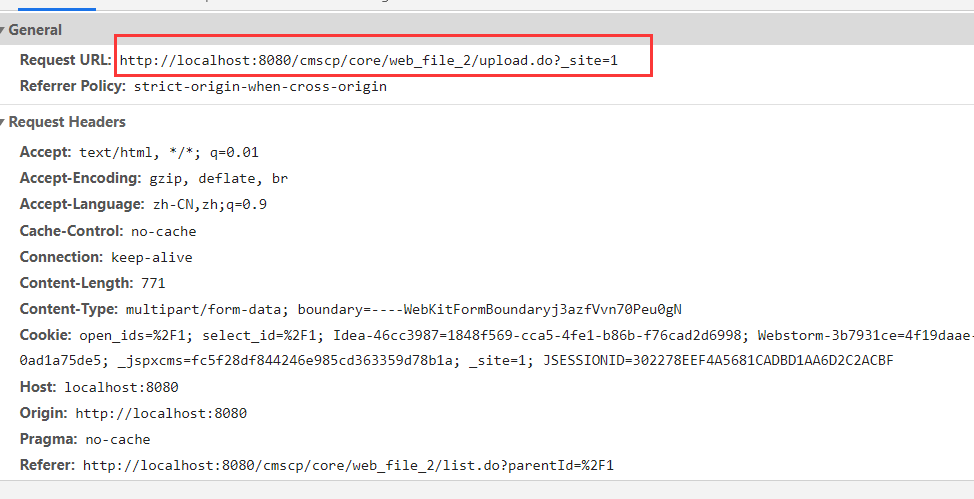 General
Request URL: http://localhost:8080/cmscp/core/web_file_2/upload.do?_site=1
Referrer Policy: strict-origin-when-cross-origin
Request Headers
Accept: text/html, */*; q=0.01
Accept-Encoding: gzip, deflate, br
Accept-Language: zh-CN,zh;q=0.9
Cache-Control: no-cache
Connection: keep-alive
Content-Length: 771
Content-Type: multipart/form-data; boundary=----WebKitFormBoundaryj3azfVvn70Peu0gN
Cookie: open_ids=%2F1; select_id=%2F1; Idea-46cc3987=1848f569-cca5-4fe1-b86b-f76cad2d6998; Webstorm-3b7931ce=4f19daae-
0ad1a75de5; _jspxcms=fc5f28df844246e985cd363359d78b1a; _site=1; JSESSIONID=302278EEF4A5681CADBD1AA6D2C2ACBF
Host: localhost:8080
Origin: http://localhost:8080
Pragma: no-cache
Referer: http://localhost:8080/cmscp/core/web_file_2/list.do?parentId=%2F1